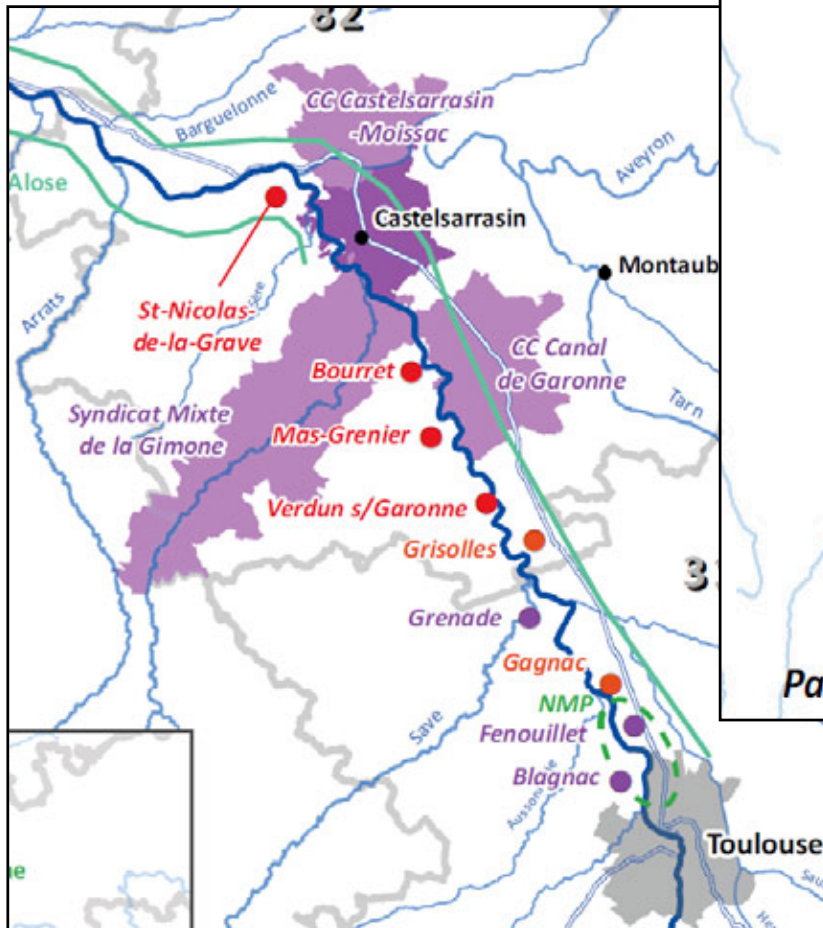 82
CC Castelsarrasin
-Moissac
Barguelonne
Aveyron
Alose
Castelsarrasin
Montaub
Arrats
St-Nicolas-
de-la-Grave
Bourret
CC Canal
de Garonne
Tarn
Syndicat Mixte
de la Gimone
Mas-Grenier
Verdun s/Garonne
Grisolles
Grenade
Gagnac
Pa
NMP
Fenouillet
Save
Blagnac
Toulouse